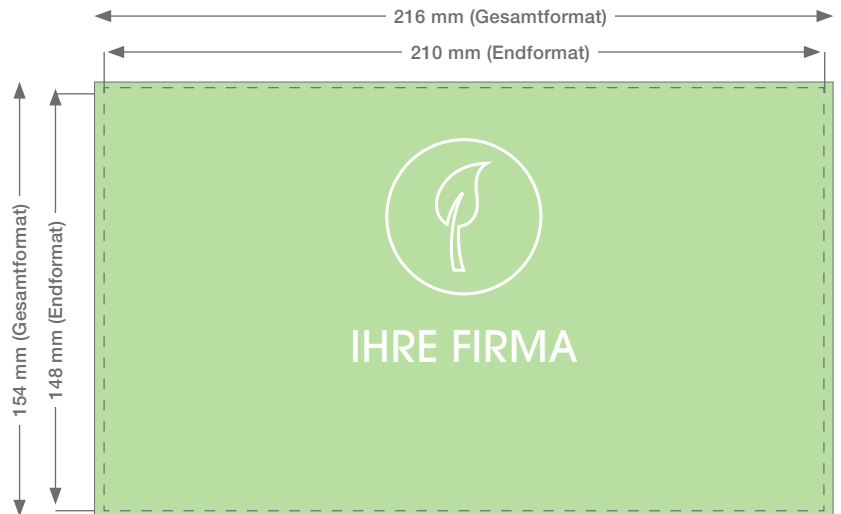 216 mm (Gesamtformat)
210 mm (Endformat)
154 mm (Gesamtformat)
148 mm (Endformat)
IHRE FIRMA